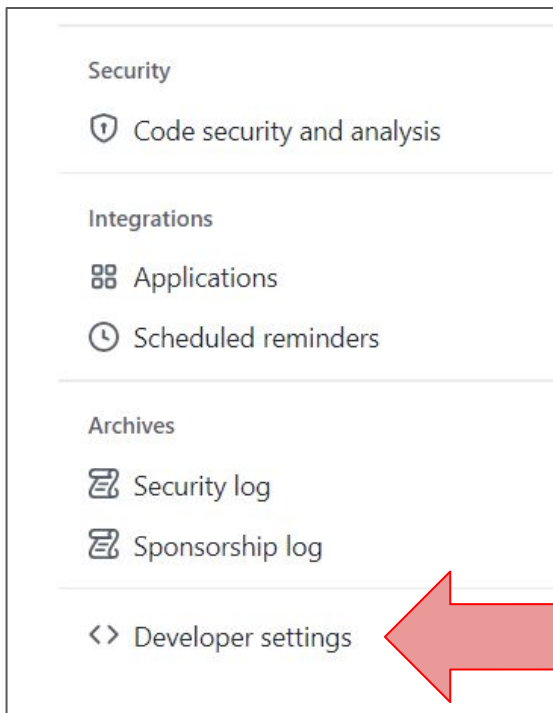 Security
Code security and analysis
Integrations
Applications
Scheduled reminders
Archives
Security log
Sponsorship log
Developer settings